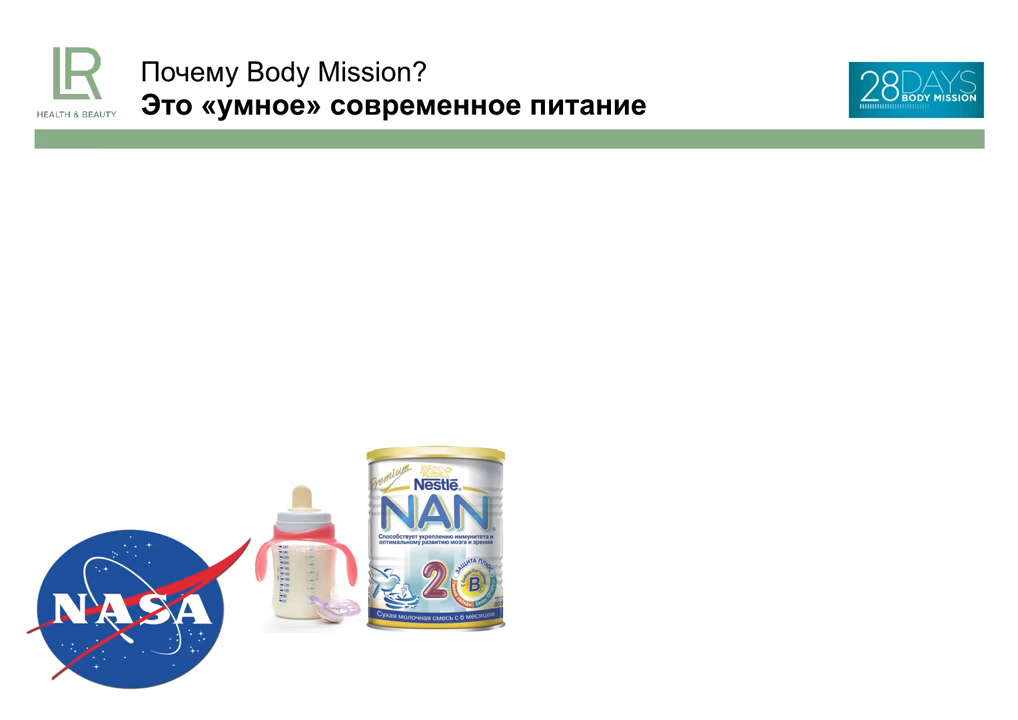 LR
HEALTH & BEAUTY
Почему Body Mission?
Это «умное» современное питание
28DAYS
BODY MISSION
Premium
Nestlé
NAN
Способствует укреплению иммунитета и
оптимальному развитию мозга и зрения
2
ЗАЩИТА ПЛЮС
B
Сухая молочная смесь с 6 месяцев
NASA